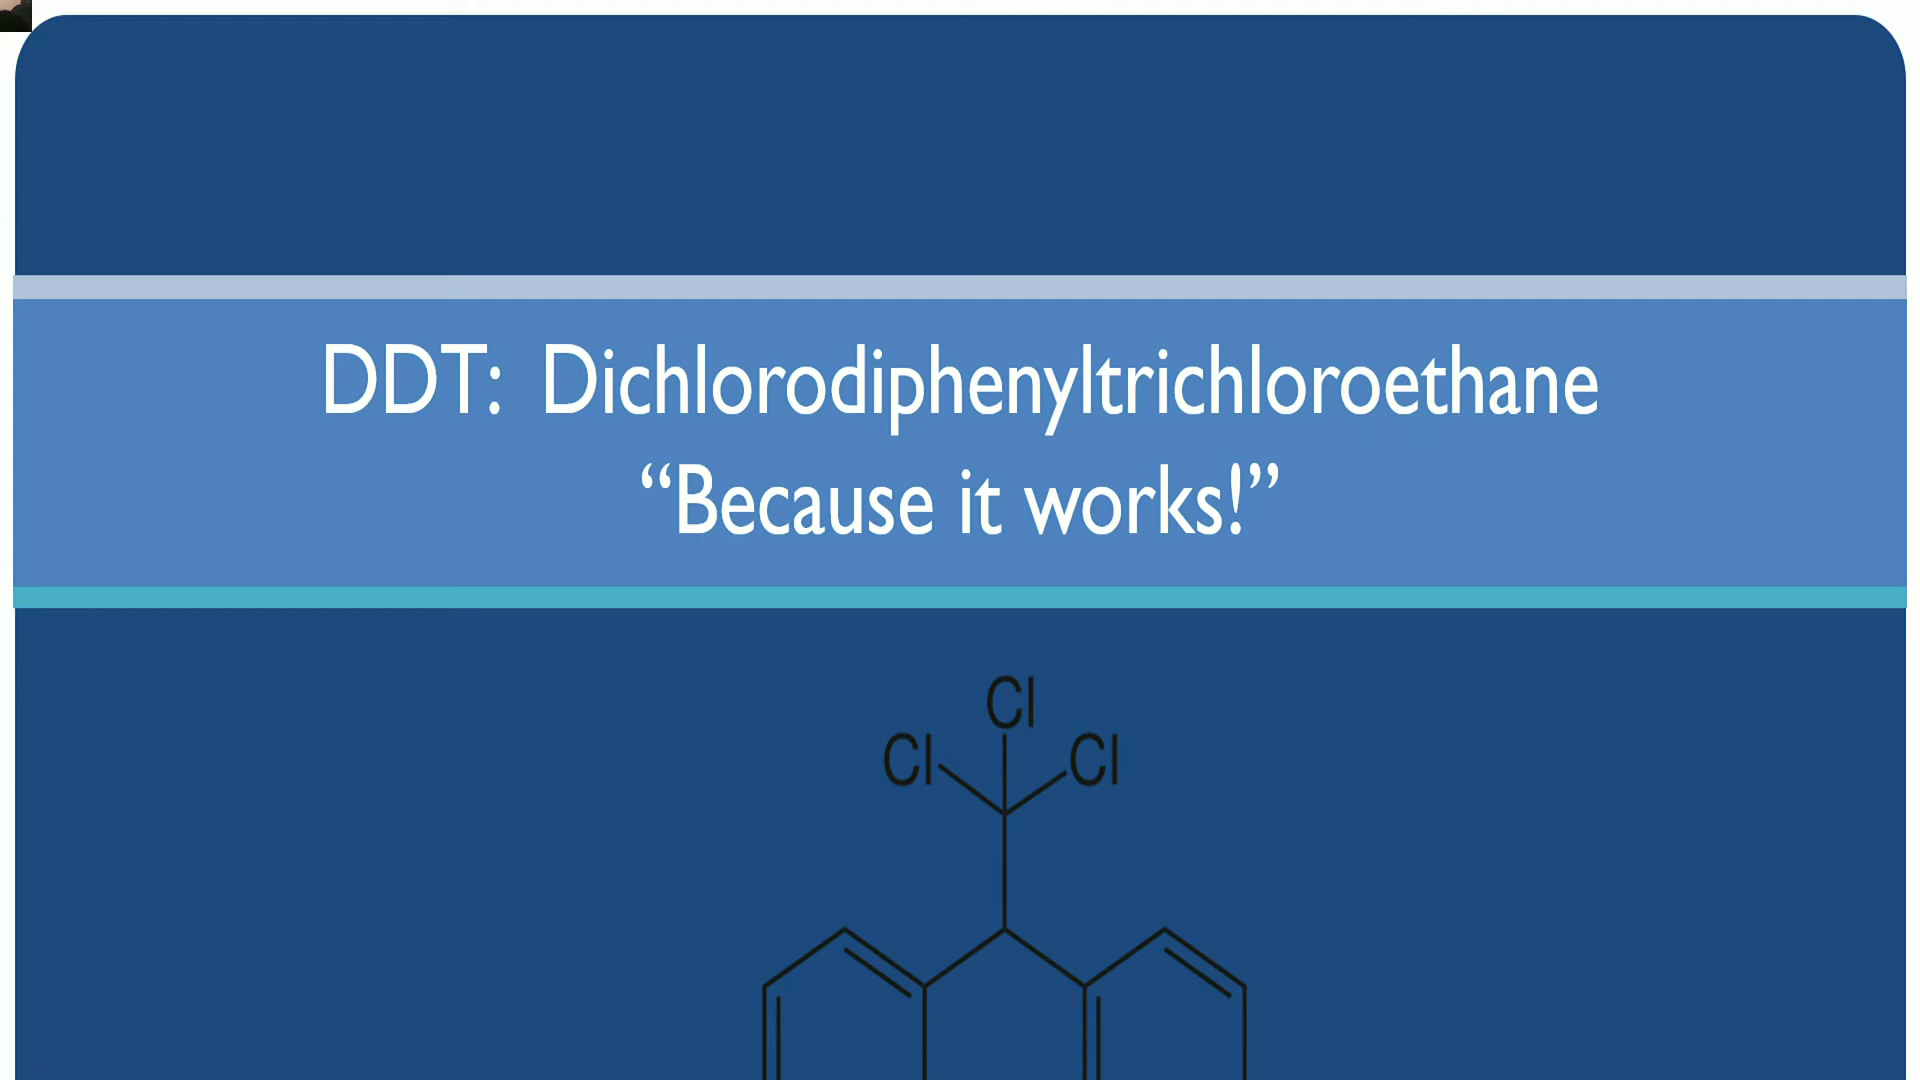 DDT:  Dichlorodiphenyltrichloroethane
“Because it works!”
Cl
Cl
Cl